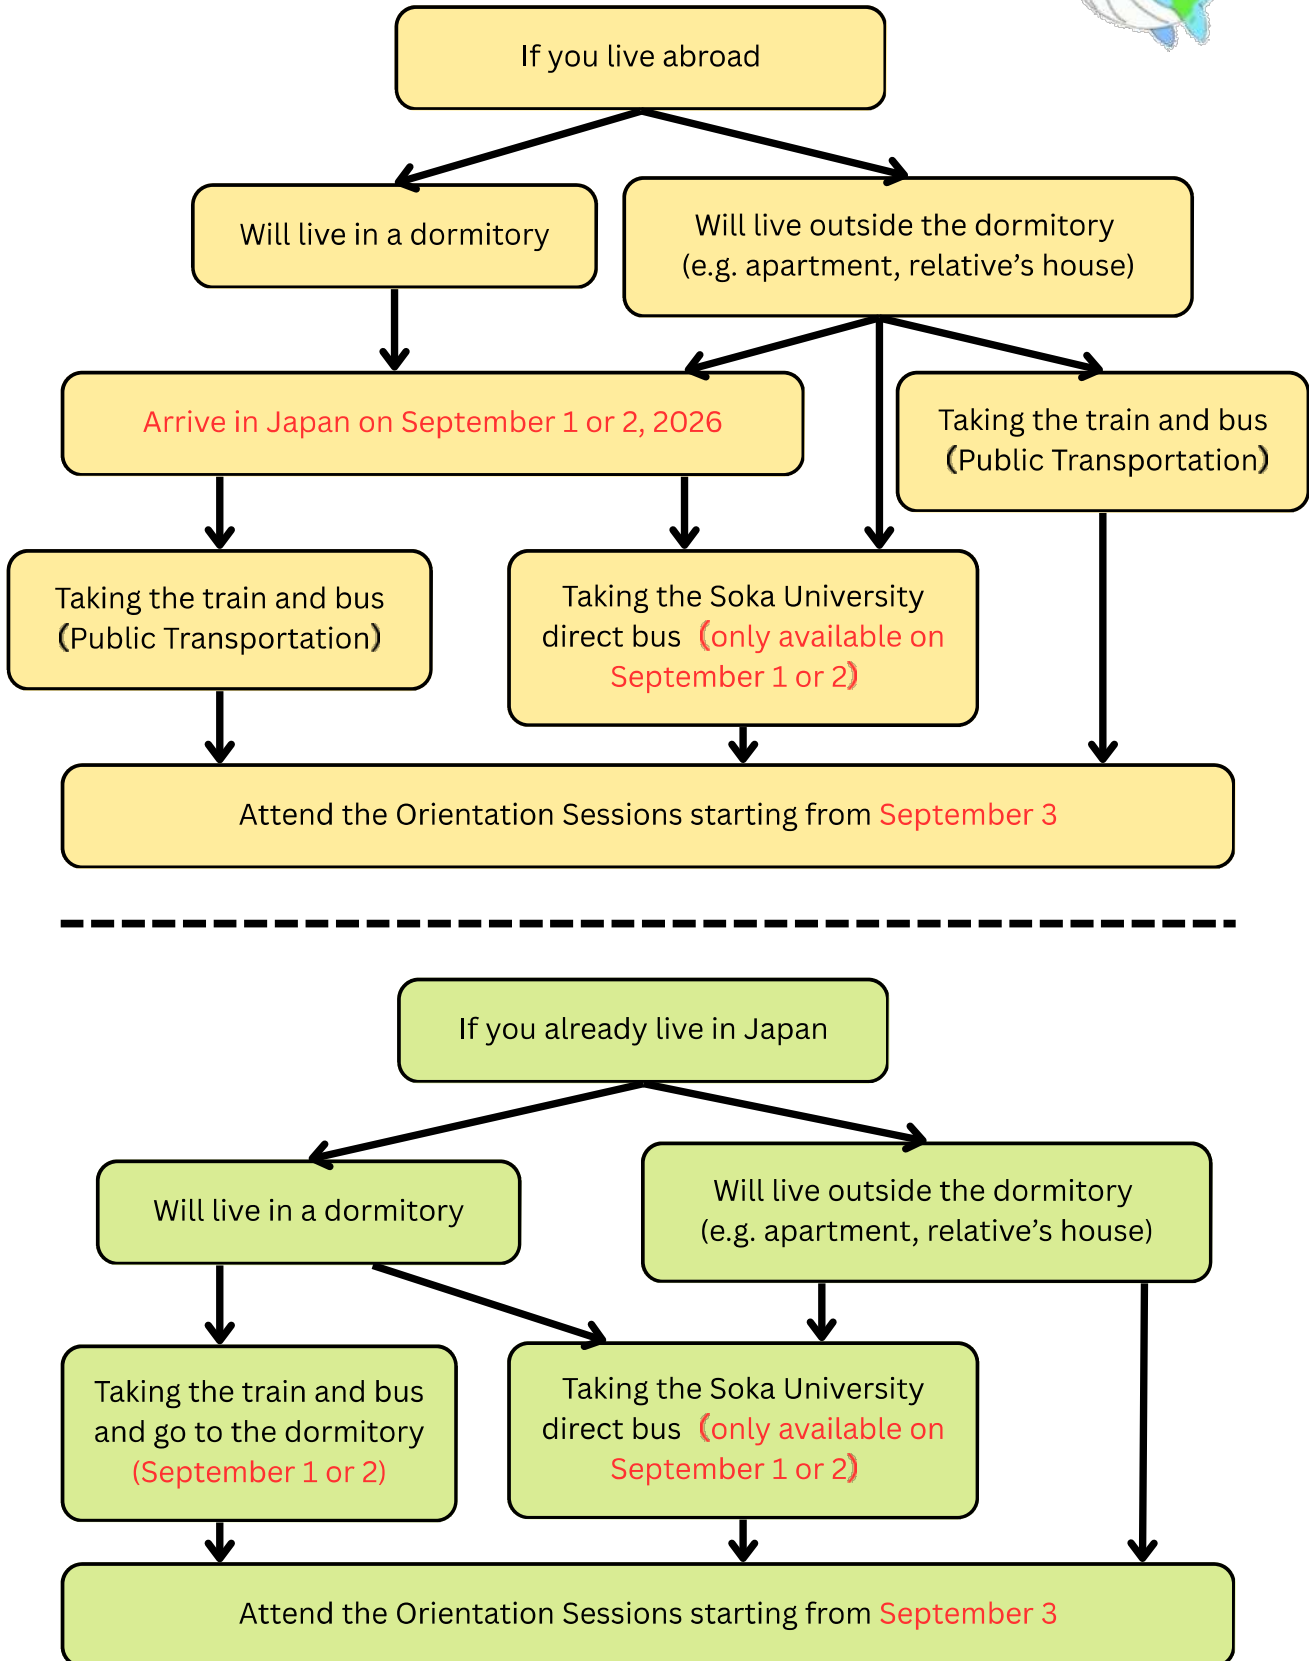 If you live abroad
Will live in a dormitory
Will live outside the dormitory
(e.g. apartment, relative's house)
Arrive in Japan on September 1 or 2, 2026
Taking the train and bus
(Public Transportation)
Taking the train and bus
(Public Transportation)
Taking the Soka University
direct bus (only available on
September 1 or 2)
Attend the Orientation Sessions starting from September 3
If you already live in Japan
Will live in a dormitory
Will live outside the dormitory
(e.g. apartment, relative's house)
Taking the train and bus
and go to the dormitory
(September 1 or 2)
Taking the Soka University
direct bus (only available on
September 1 or 2)
Attend the Orientation Sessions starting from September 3